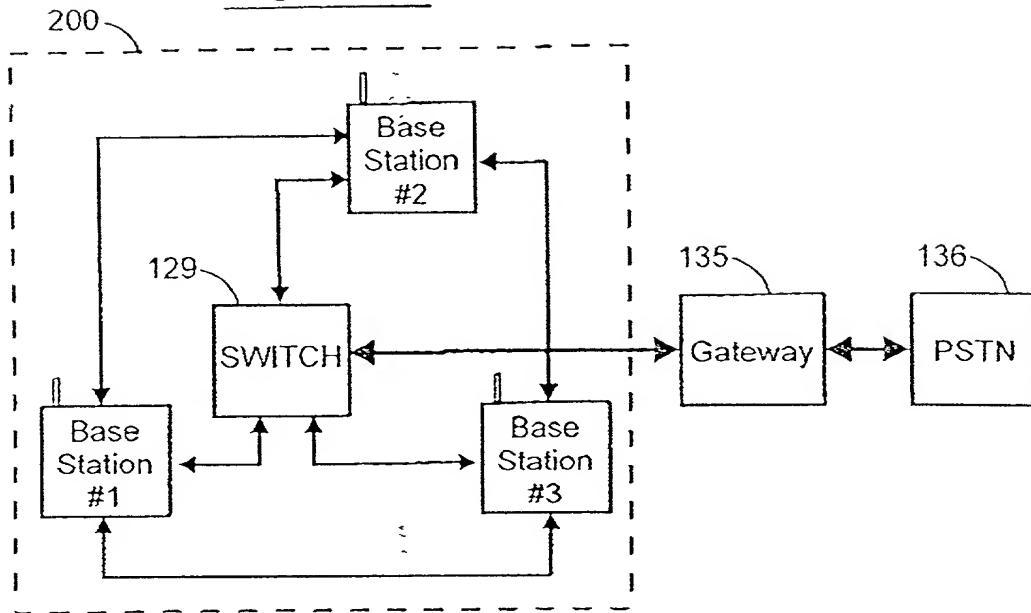 200
Base
Station
#2
129
SWITCH
135
Gateway
136
PSTN
Base
Station
#1
Base
Station
#3